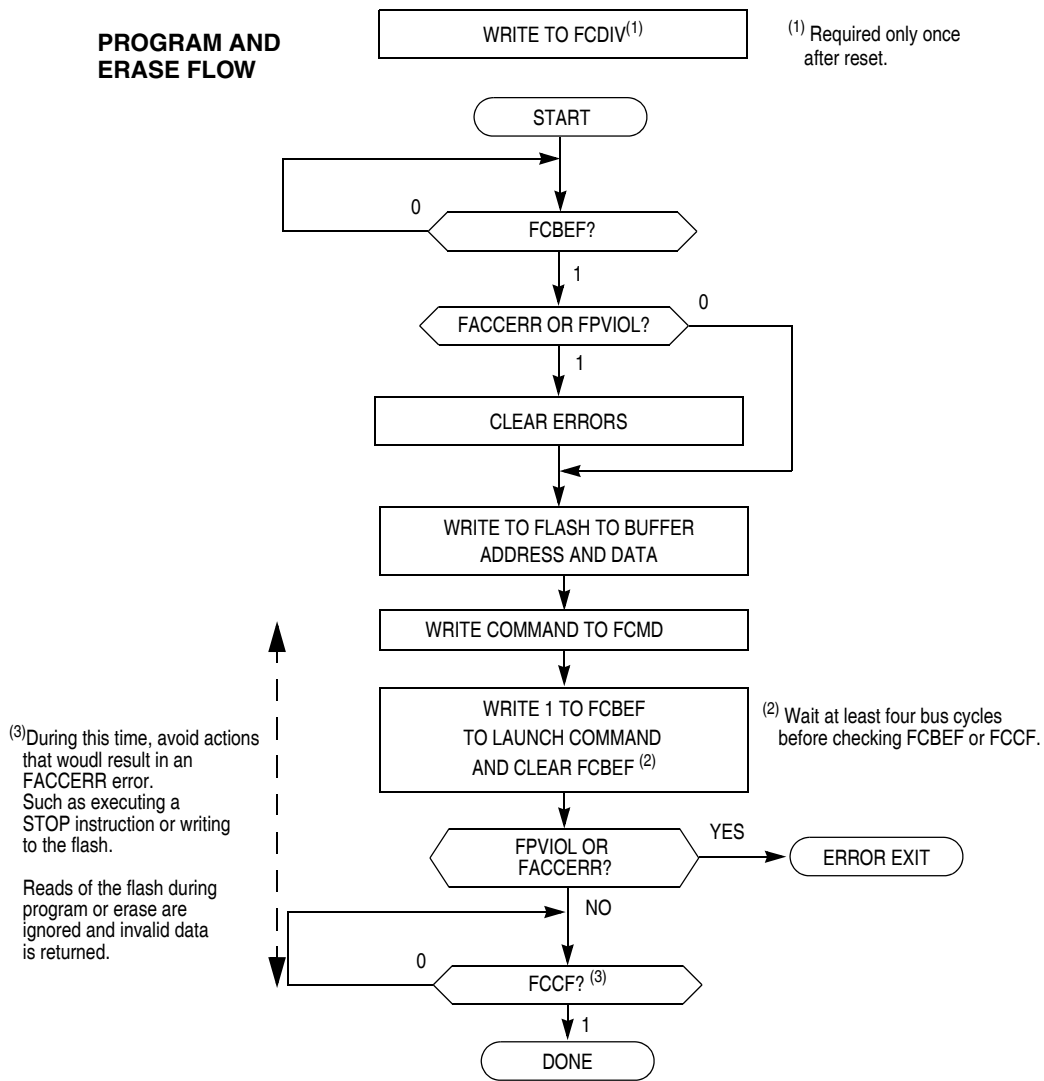 PROGRAM AND
ERASE FLOW
WRITE TO FCDIV(1)
(1) Required only once
after reset.
START
0
FCBEF?
1
0
FACCERR OR FPVIOL?
1
CLEAR ERRORS
WRITE TO FLASH TO BUFFER
ADDRESS AND DATA
WRITE COMMAND TO FCMD
WRITE 1 TO FCBEF
TO LAUNCH COMMAND
AND CLEAR FCBEF (2)
(2) Wait at least four bus cycles
before checking FCBEF or FCCF.
(3)During this time, avoid actions
that woudl result in an
FACCERR error.
Such as executing a
STOP instruction or writing
to the flash.
Reads of the flash during
program or erase are
ignored and invalid data
is returned.
FPVIOL OR
FACCERR?
YES
ERROR EXIT
NO
0
FCCF? (3)
1
DONE